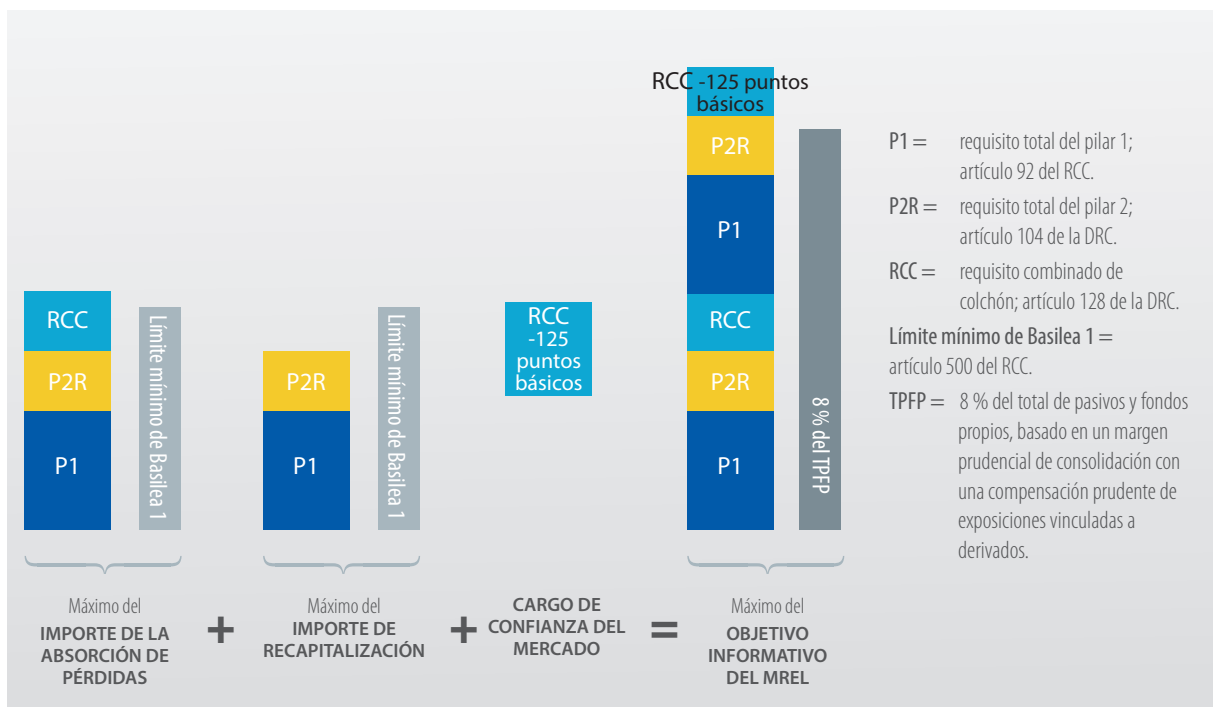 RCC
P2R
P1
Límite mínimo de Basilea 1
P2R
P1
Límite mínimo de Basilea 1
RCC
-125
puntos
básicos
RCC -125 puntos
básicos
P2R
P1
RCC
P2R
P1
8 % del TPFP
Máximo del
IMPORTE DE LA
ABSORCIÓN DE
PÉRDIDAS
+
Máximo del
IMPORTE DE
RECAPITALIZACIÓN
+
CARGO DE
CONFIANZA DEL
MERCADO
=
Máximo del
OBJETIVO
INFORMATIVO
DEL MREL
P1 = requisito total del pilar 1;
artículo 92 del RCC.
P2R = requisito total del pilar 2;
artículo 104 de la DRC.
RCC = requisito combinado de
colchón; artículo 128 de la DRC.
Límite mínimo de Basilea 1 =
artículo 500 del RCC.
TPFP = 8 % del total de pasivos y fondos
propios, basado en un margen
prudencial de consolidación con
una compensación prudente de
exposiciones vinculadas a
derivados.